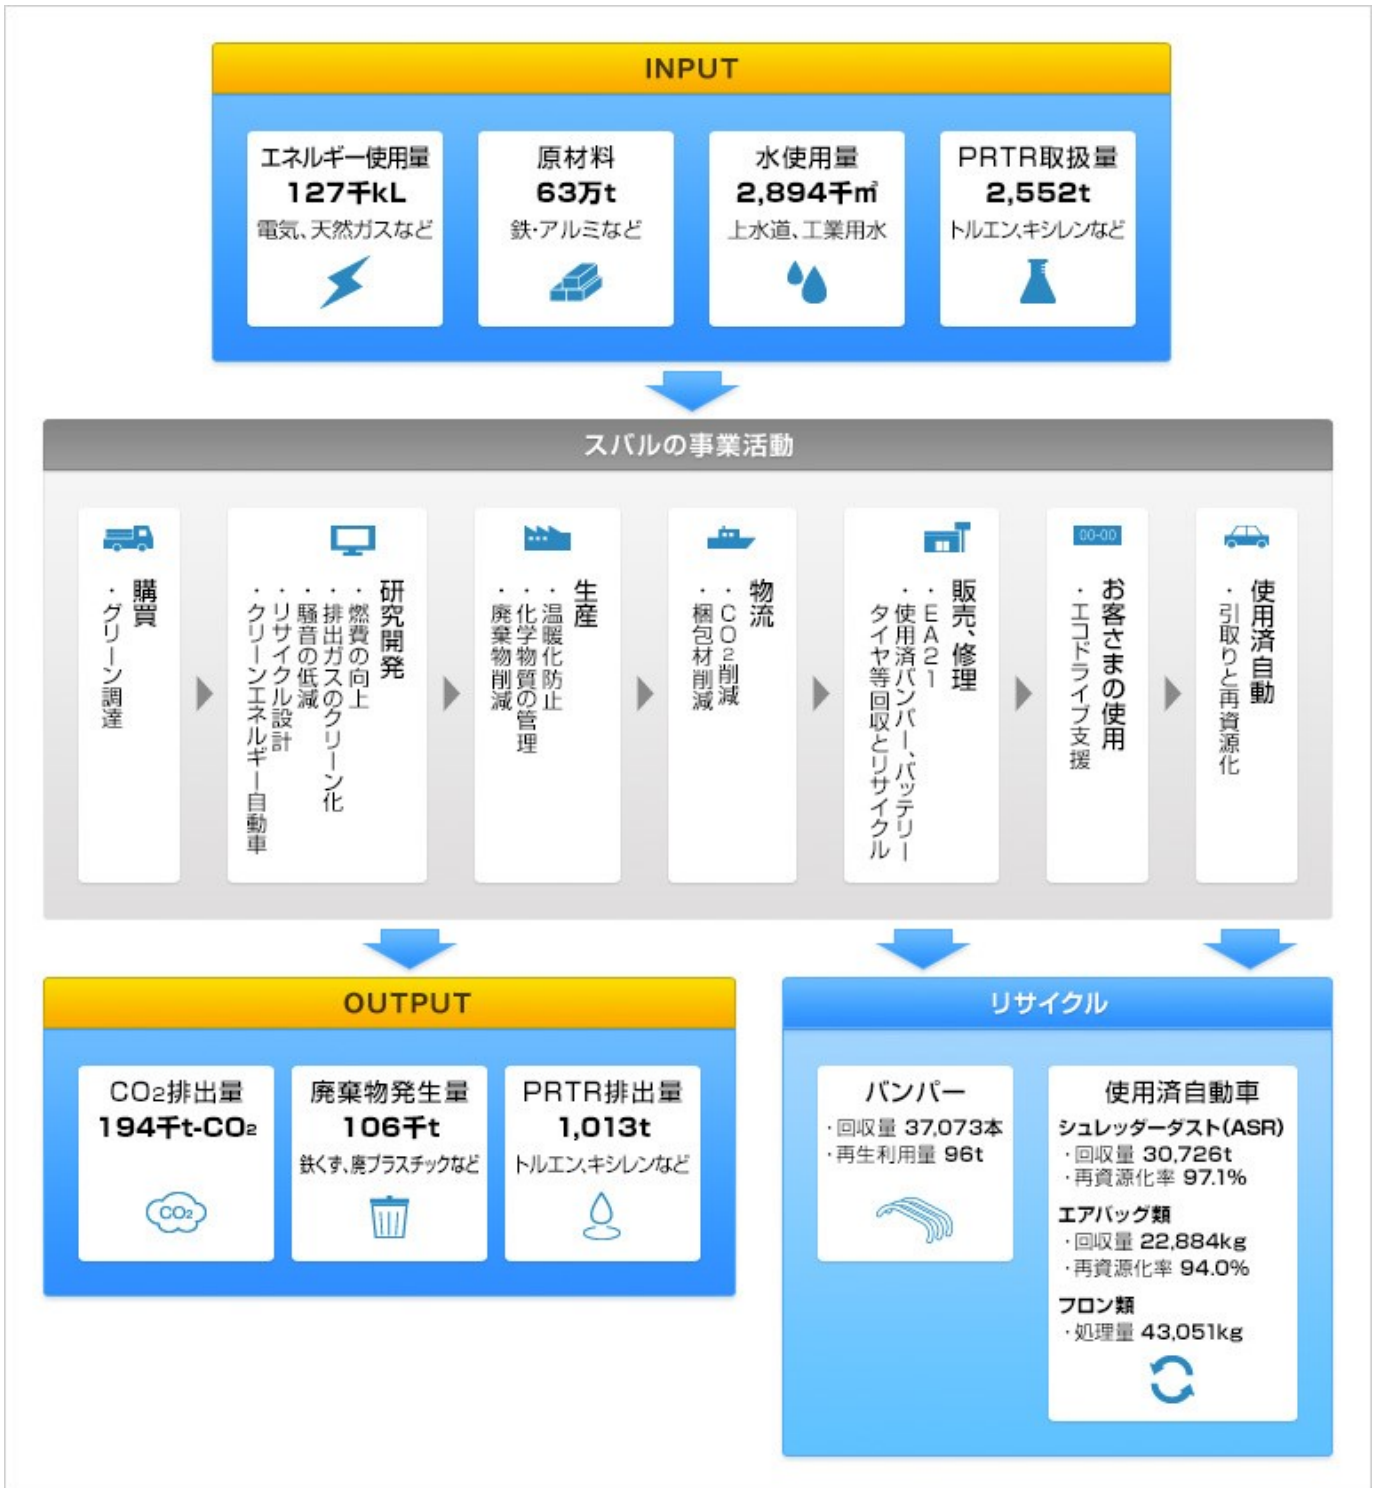 INPUT
エネルギー使用量
127千kL
電気、天然ガスなど
原材料
63万t
鉄・アルミなど
水使用量
2,894千㎥
上水道、工業用水
PRTR取扱量
2,552t
トルエン、キシレンなど
スバルの事業活動
購買
・グリーン調達
研究開発
・燃費の向上
・排出ガスのクリーン化
・騒音の低減
・リサイクル設計
・クリーンエネルギー自動車
生産
・温暖化防止
・化学物質の管理
・廃棄物削減
物流
・CO2削減
・梱包材削減
販売、修理
・EA21
・使用済バンパー、バッテリー
タイヤ等回収とリサイクル
00-00
お客さまの使用
・エコドライブ支援
使用済自動
・引取りと再資源化
OUTPUT
CO2排出量
194千t-CO2
CO2
廃棄物発生量
106千t
鉄くず、廃プラスチックなど
PRTR排出量
1,013t
トルエン、キシレンなど
リサイクル
バンパー
・回収量 37,073本
・再生利用量 96t
使用済自動車
シュレッダーダスト(ASR)
・回収量 30,726t
・再資源化率 97.1%
エアバッグ類
・回収量 22,884kg
・再資源化率 94.0%
フロン類
・処理量 43,051kg